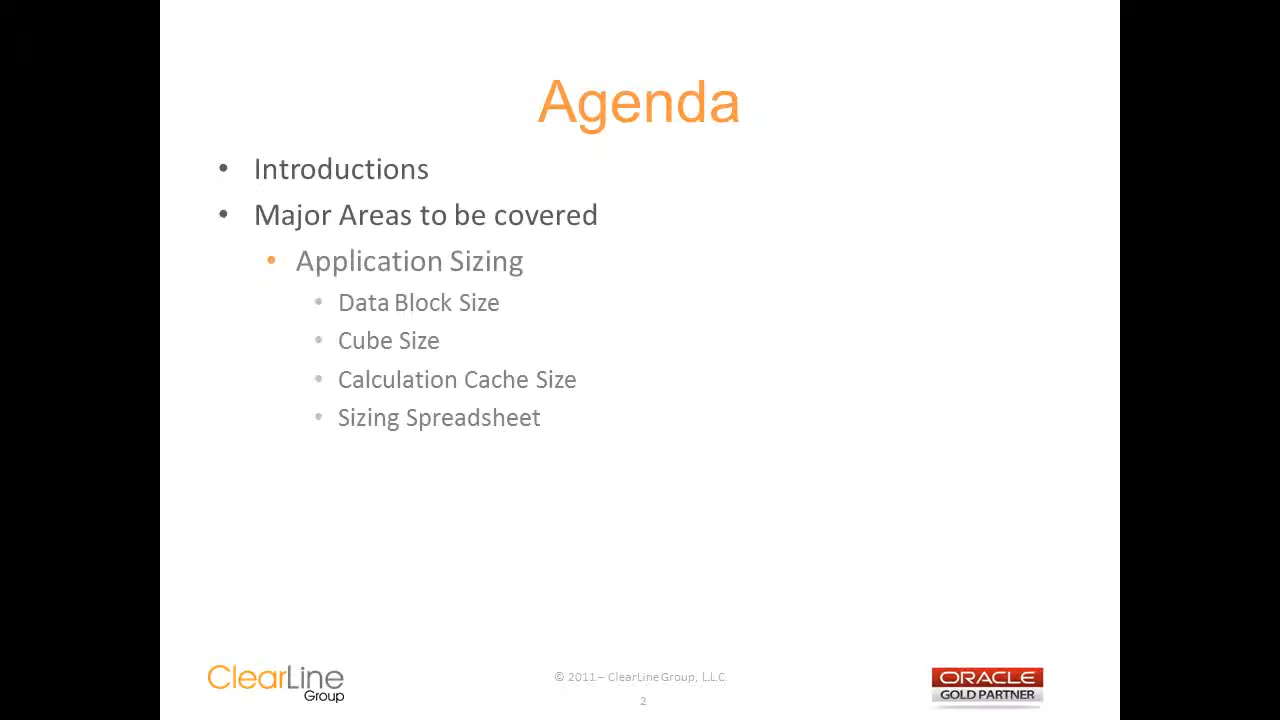 Agenda
• Introductions
• Major Areas to be covered
• Application Sizing
• Data Block Size
• Cube Size
• Calculation Cache Size
• Sizing Spreadsheet
ClearLine
Group
© 2011 – ClearLine Group, L.L.C.
2
ORACLE
GOLD PARTNER